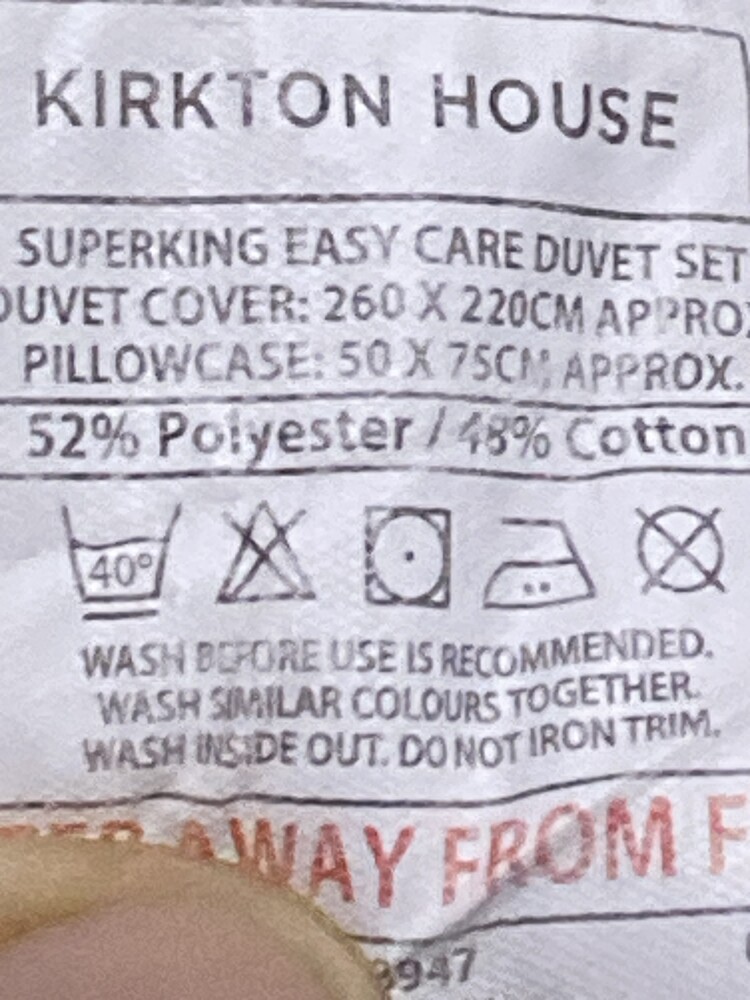 KIRKTON HOUSE
SUPERKING EASY CARE DUVET SET
DUVET COVER: 260 X 220CM APPROX
PILLOWCASE: 50 X 75CM APPROX.
52% Polyester / 48% Cotton
40°
WASH BEFORE USE IS RECOMMENDED.
WASH SIMILAR COLOURS TOGETHER.
WASH INSIDE OUT. DO NOT IRON TRIM.
AWAY FROM F
947